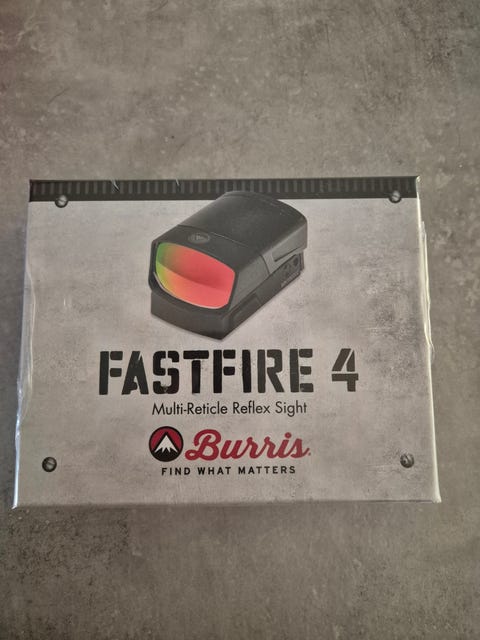 FASTFIRE 4
Multi-Reticle Reflex Sight
Burris.
FIND WHAT MATTERS